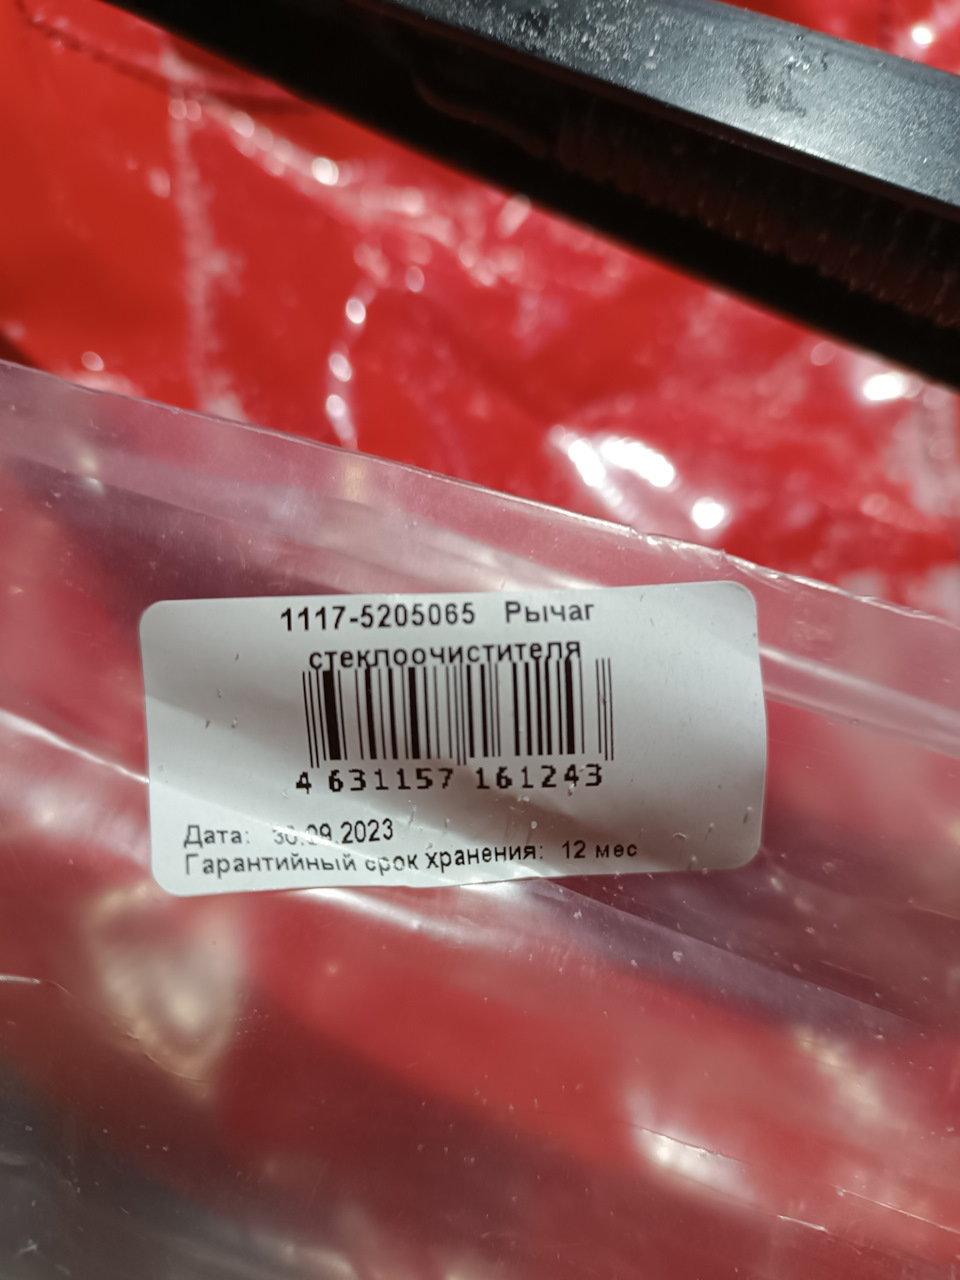 1117-5205065 Рычаг
стеклоочистителя
4 631157 161243
Дата: 30.09.2023
Гарантийный срок хранения: 12 мес